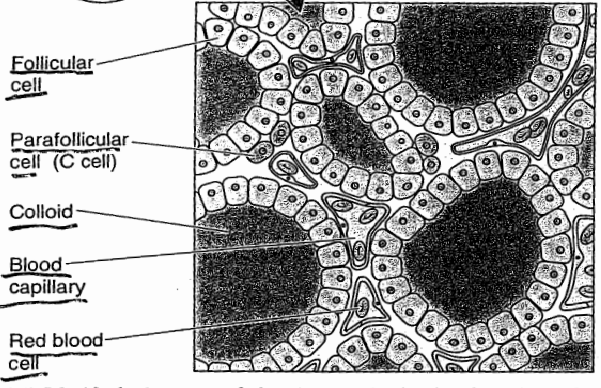 Follicular
cell
Parafollicular
cell (C cell)
Colloid
Blood
capillary
Red blood
cell